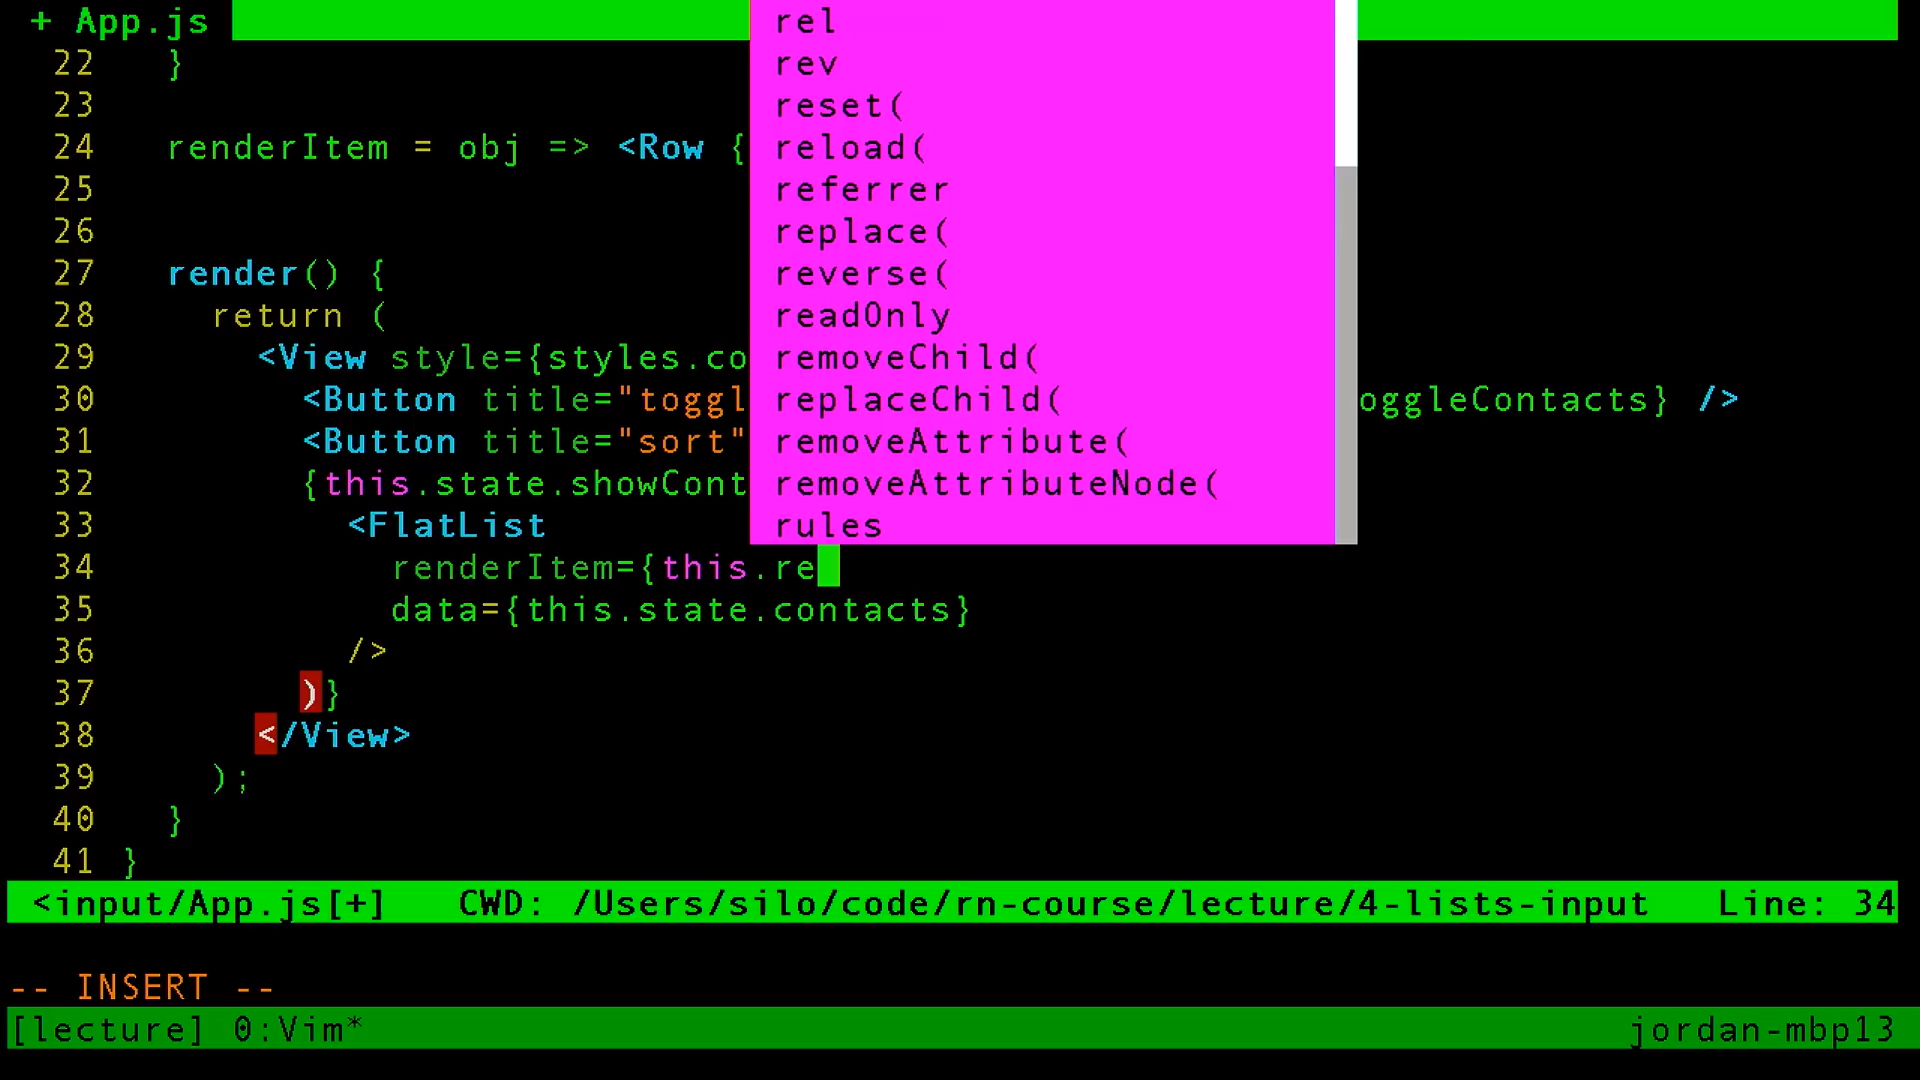 + App.js
rel
22 }
rev
23
reset(
24 renderItem = obj => <Row {
reload(
25
referrer
26
replace(
27 render() {
reverse(
28 return (
readOnly
29 <View style={styles.co
removeChild(
30 <Button title="toggl
replaceChild(
oggleContacts} />
31 <Button title="sort"
removeAttribute(
32 {this.state.showCont
removeAttributeNode(
33 <FlatList
rules
34 renderItem={this.re
35 data={this.state.contacts}
36 />
37 )}
38 </View>
39 );
40 }
41 }
<input/App.js[+] CWD: /Users/silo/code/rn-course/lecture/4-lists-input Line: 34
-- INSERT --
[lecture] 0:Vim* jordan-mbp13